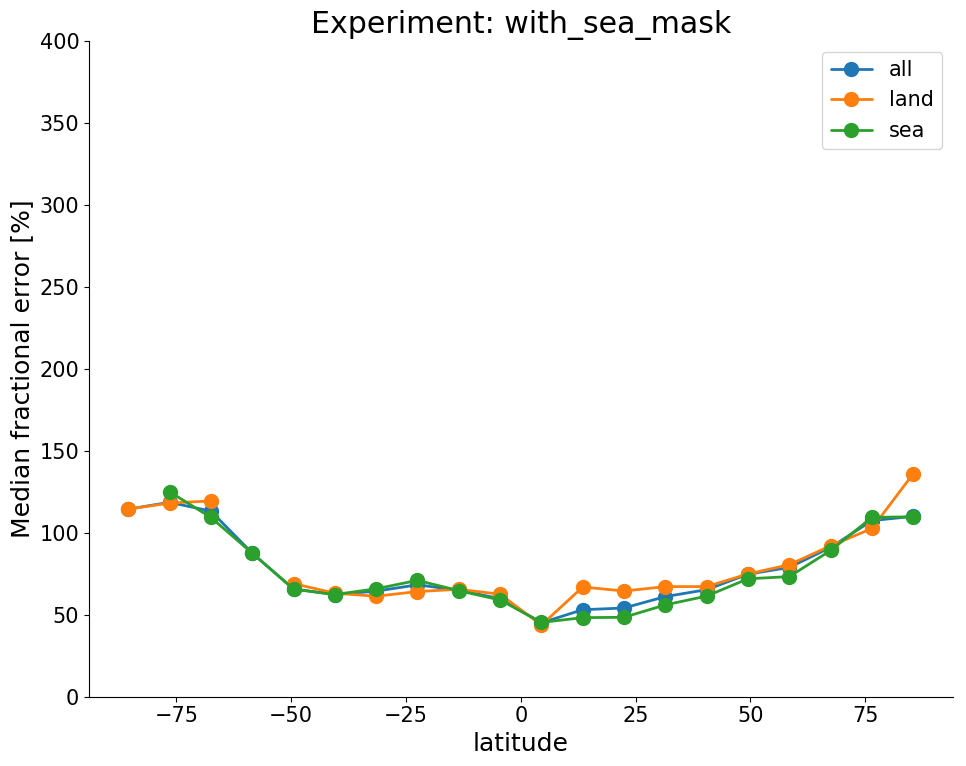 Experiment: with_sea_mask
400
350
300
250
200
150
100
50
0
Median fractional error [%]
all
land
sea
−75
−50
−25
0
25
50
75
latitude